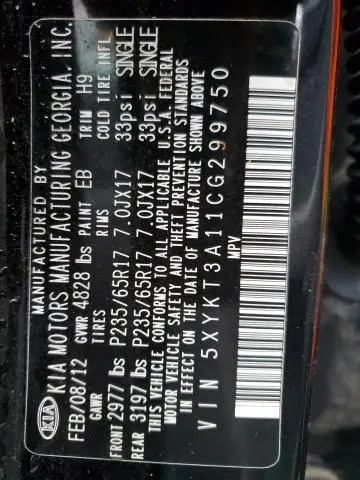 MANUFACTURED BY
KIA KIA MOTORS MANUFACTURING GEORGIA, INC.
FEB/08/12 GVWR 4828 lbs PAINT EB TRIM H9
GAWR TIRES RIMS COLD TIRE INFL
FRONT 2977 lbs P235/65R17 7.0JX17 33psi SINGLE
REAR 3197 lbs P235/65R17 7.0JX17 33psi SINGLE
THIS VEHICLE CONFORMS TO ALL APPLICABLE U.S.A. FEDERAL
MOTOR VEHICLE SAFETY AND THEFT PREVENTION STANDARDS
IN EFFECT ON THE DATE OF MANUFACTURE SHOWN ABOVE
VIN 5XYKT3A11CG299750
MPV